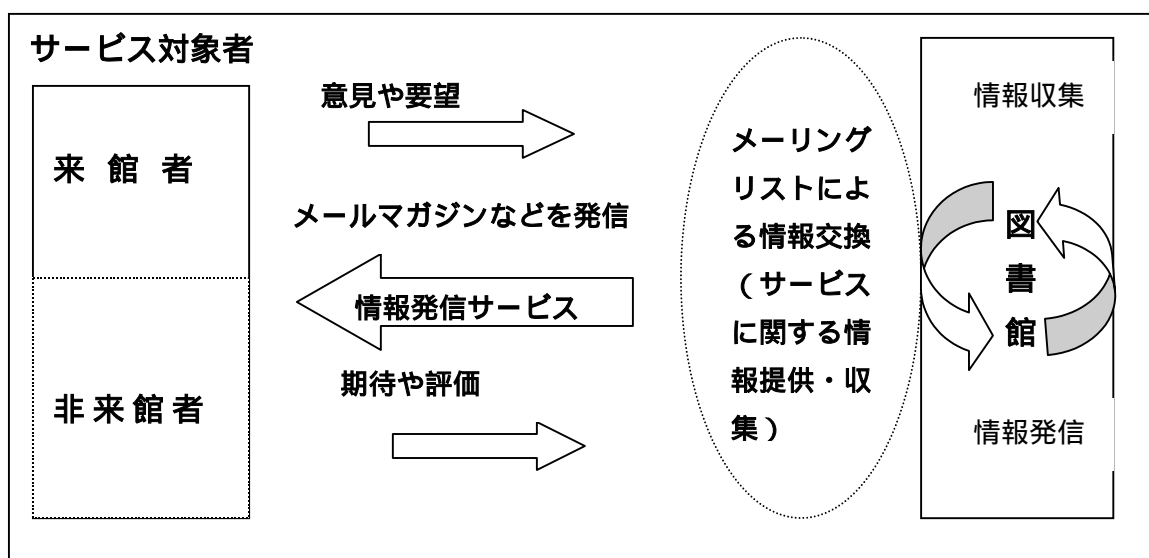 サービス対象者
来 館 者
非来館者
意見や要望
メールマガジンなどを発信
情報発信サービス
期待や評価
メーリング
リストによ
る情報交換
（サービス
に関する情
報提供・収
集）
情報収集
図
書
館
情報発信